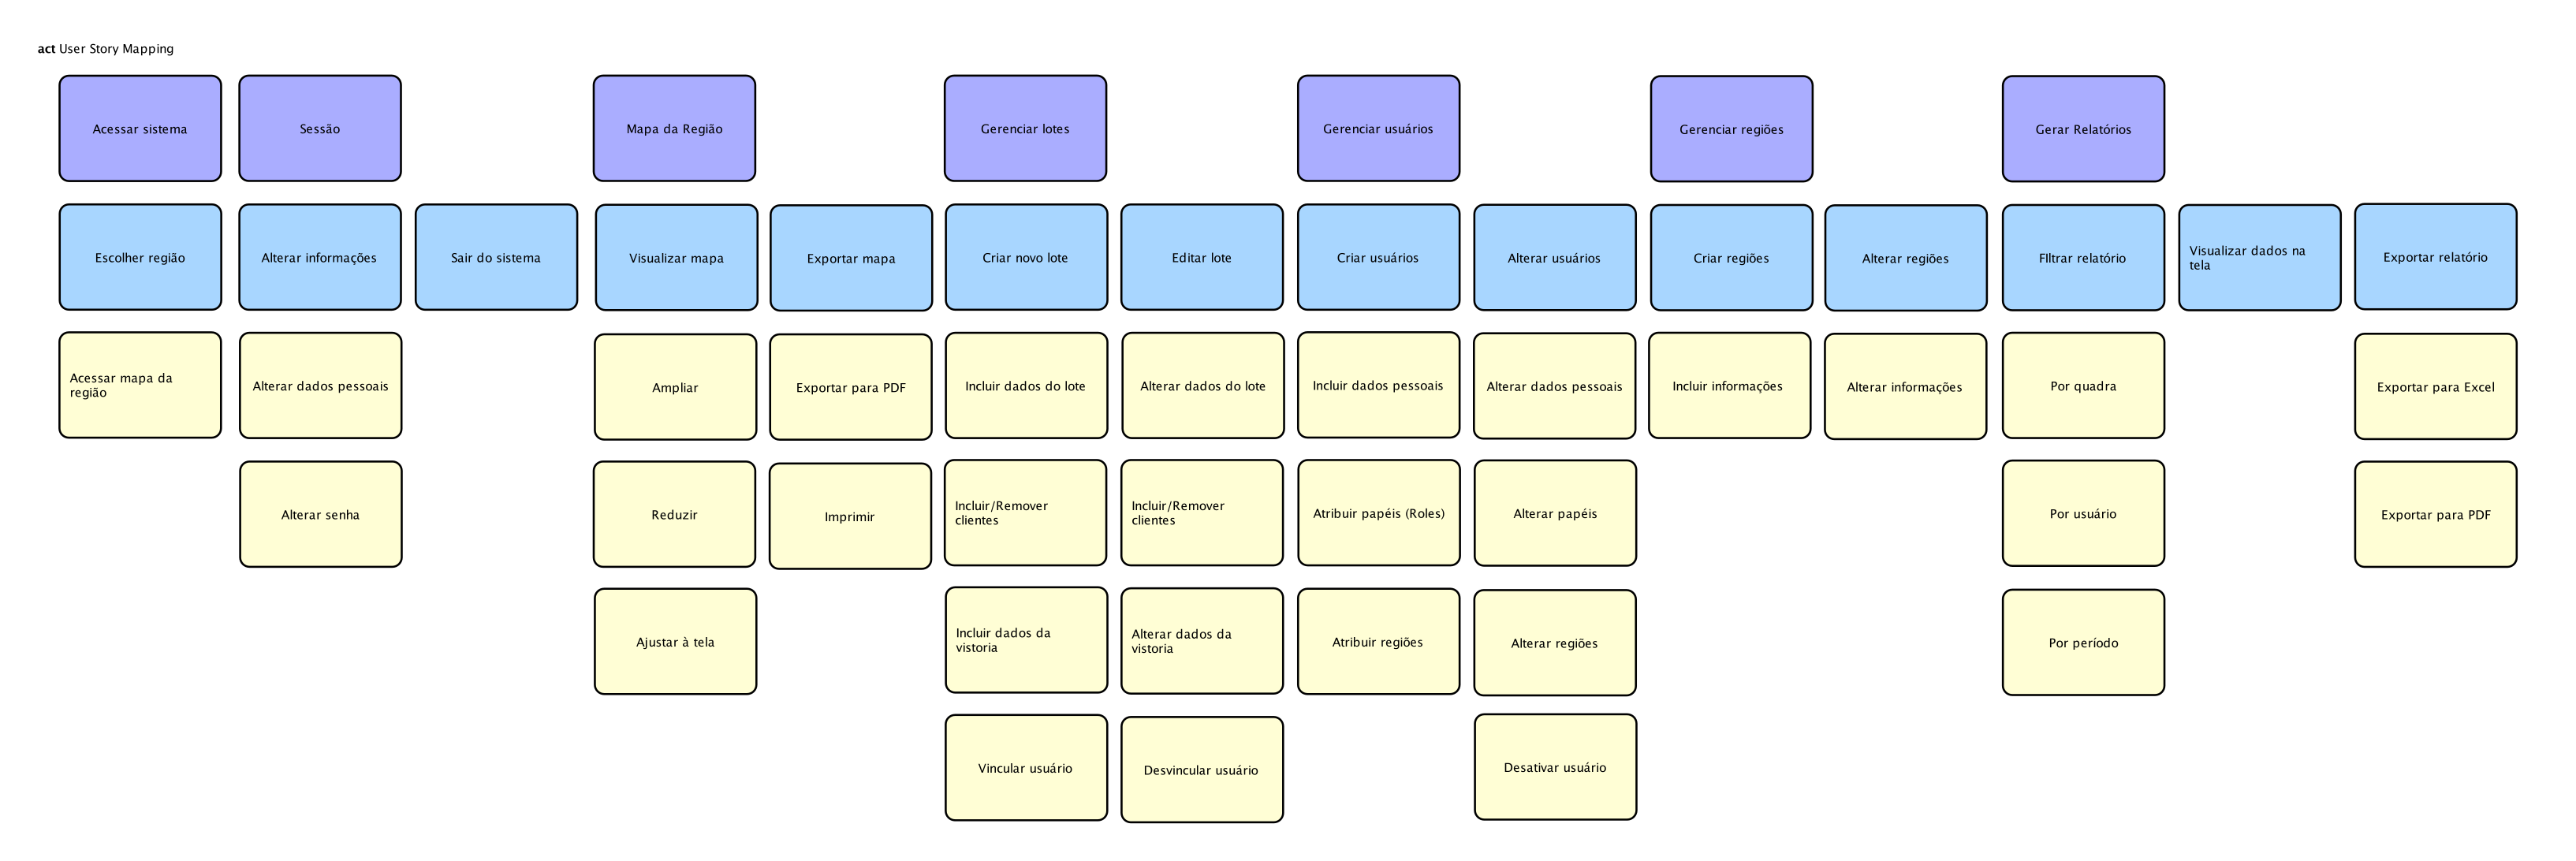 act User Story Mapping
Acessar sistema
Sessão
Mapa da Região
Gerenciar lotes
Gerenciar usuários
Gerenciar regiões
Gerar Relatórios
Escolher região
Alterar informações
Sair do sistema
Visualizar mapa
Exportar mapa
Criar novo lote
Editar lote
Criar usuários
Alterar usuários
Criar regiões
Alterar regiões
FIltrar relatório
Visualizar dados na
tela
Exportar relatório
Acessar mapa da
região
Alterar dados pessoais
Ampliar
Exportar para PDF
Incluir dados do lote
Alterar dados do lote
Incluir dados pessoais
Alterar dados pessoais
Incluir informações
Alterar informações
Por quadra
Exportar para Excel
Alterar senha
Reduzir
Imprimir
Incluir/Remover
clientes
Incluir/Remover
clientes
Atribuir papéis (Roles)
Alterar papéis
Por usuário
Exportar para PDF
Ajustar à tela
Incluir dados da
vistoria
Alterar dados da
vistoria
Atribuir regiões
Alterar regiões
Por período
Vincular usuário
Desvincular usuário
Desativar usuário